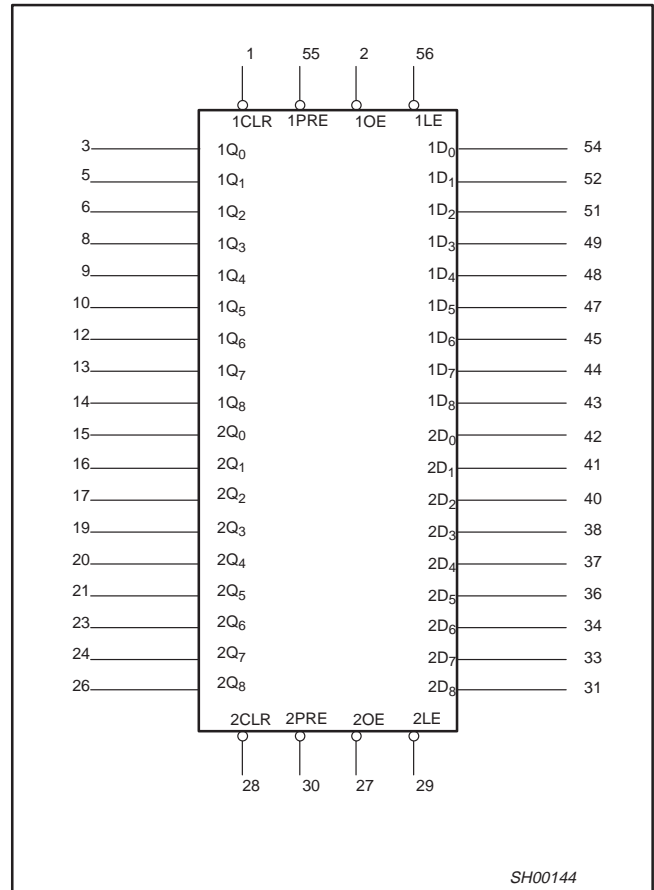 1 55 2 56
1CLR 1PRE 1OE 1LE
3 1Q0 1D0 54
5 1Q1 1D1 52
6 1Q2 1D2 51
8 1Q3 1D3 49
9 1Q4 1D4 48
10 1Q5 1D5 47
12 1Q6 1D6 45
13 1Q7 1D7 44
14 1Q8 1D8 43
15 2Q0 2D0 42
16 2Q1 2D1 41
17 2Q2 2D2 40
19 2Q3 2D3 38
20 2Q4 2D4 37
21 2Q5 2D5 36
23 2Q6 2D6 34
24 2Q7 2D7 33
26 2Q8 2D8 31
2CLR 2PRE 2OE 2LE
28 30 27 29
SH00144